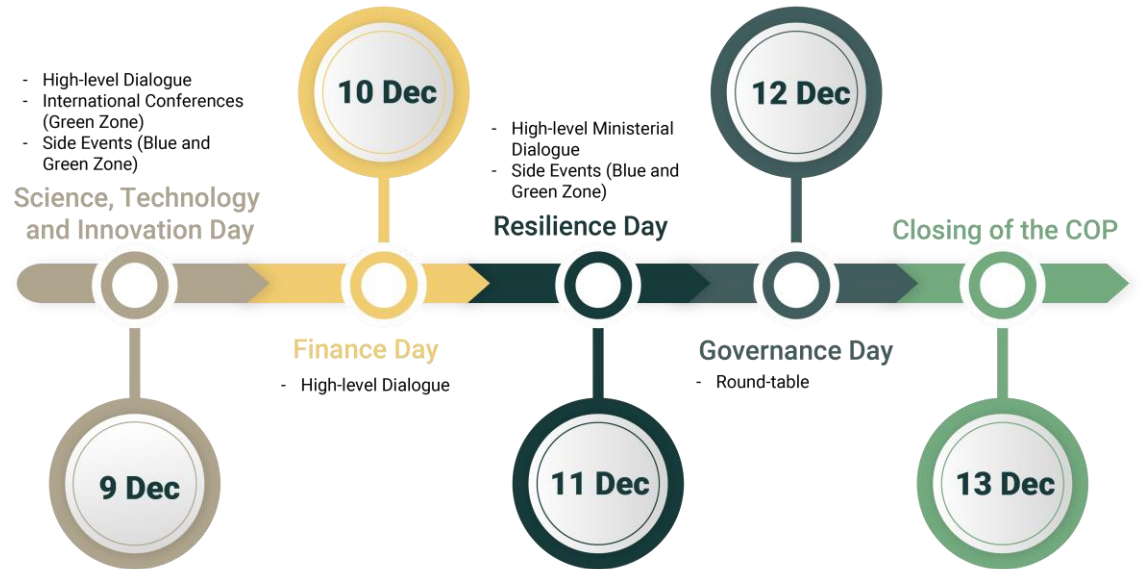 - High-level Dialogue
- International Conferences
(Green Zone)
- Side Events (Blue and
Green Zone)
Science, Technology
and Innovation Day
9 Dec
10 Dec
Finance Day
- High-level Dialogue
- High-level Ministerial
Dialogue
- Side Events (Blue and
Green Zone)
Resilience Day
11 Dec
12 Dec
Governance Day
- Round-table
Closing of the COP
13 Dec